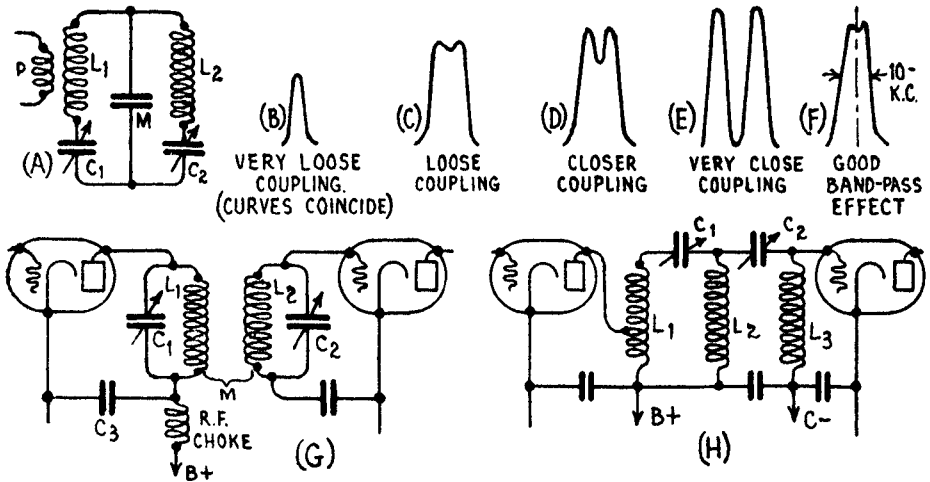 P
L1
L2
M
C1
C2
(A)
(B)
VERY LOOSE
COUPLING.
(CURVES COINCIDE)
(C)
LOOSE
COUPLING
(D)
CLOSER
COUPLING
(E)
VERY CLOSE
COUPLING
(F)
10-
K.C.
GOOD
BAND-PASS
EFFECT
L1
C1
L2
C2
M
C3
R.F.
CHOKE
B+
(G)
C1
C2
L1
L2
L3
B+
C-
(H)